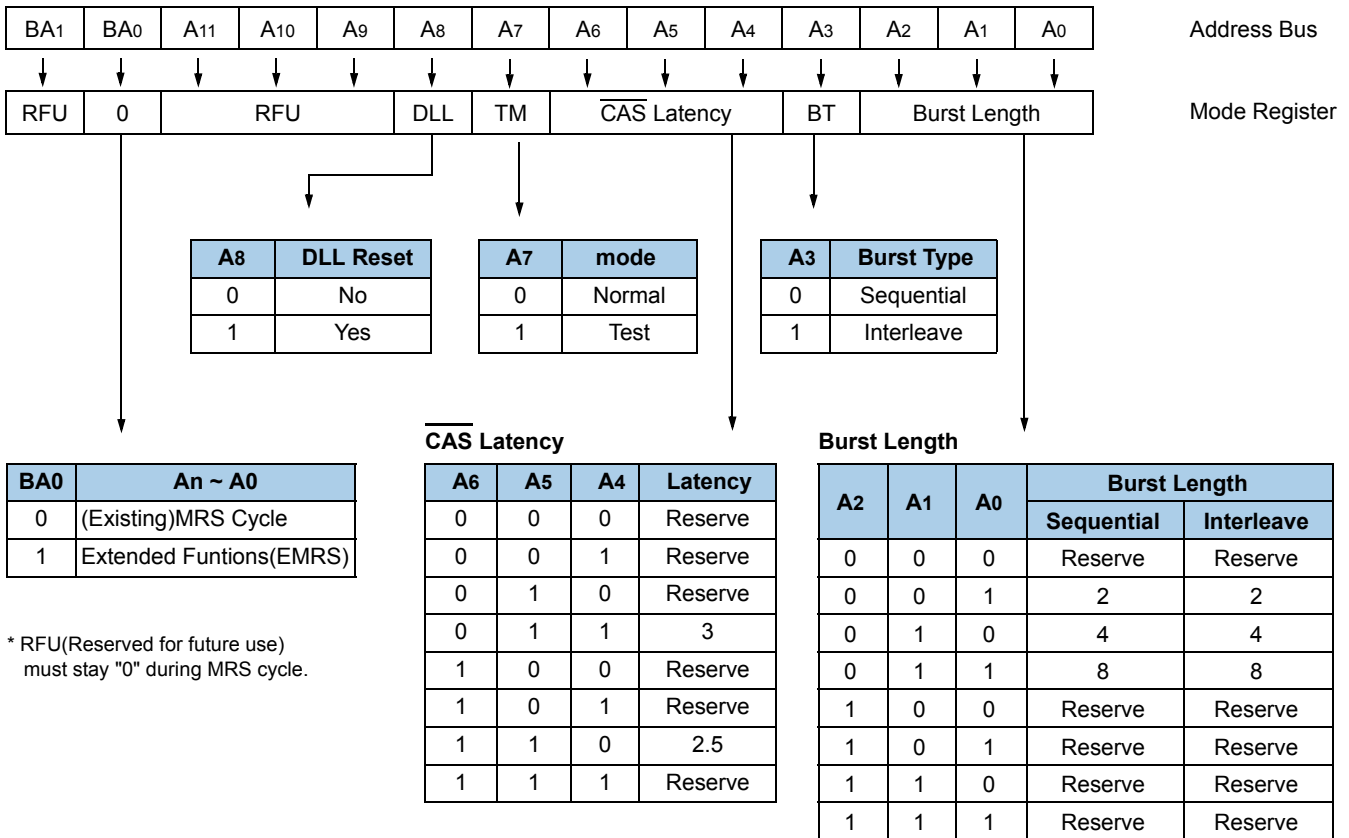 BA1 BA0 A11 A10 A9 A8 A7 A6 A5 A4 A3 A2 A1 A0 Address Bus
RFU 0 RFU DLL TM CAS Latency BT Burst Length Mode Register
A8 DLL Reset
0 No
1 Yes
A7 mode
0 Normal
1 Test
A3 Burst Type
0 Sequential
1 Interleave
BA0 An ~ A0
0 (Existing)MRS Cycle
1 Extended Funtions(EMRS)
* RFU(Reserved for future use)
must stay "0" during MRS cycle.
CAS Latency
A6 A5 A4 Latency
0 0 0 Reserve
0 0 1 Reserve
0 1 0 Reserve
0 1 1 3
1 0 0 Reserve
1 0 1 Reserve
1 1 0 2.5
1 1 1 Reserve
Burst Length
A2 A1 A0 Burst Length
Sequential Interleave
0 0 0 Reserve Reserve
0 0 1 2 2
0 1 0 4 4
0 1 1 8 8
1 0 0 Reserve Reserve
1 0 1 Reserve Reserve
1 1 0 Reserve Reserve
1 1 1 Reserve Reserve